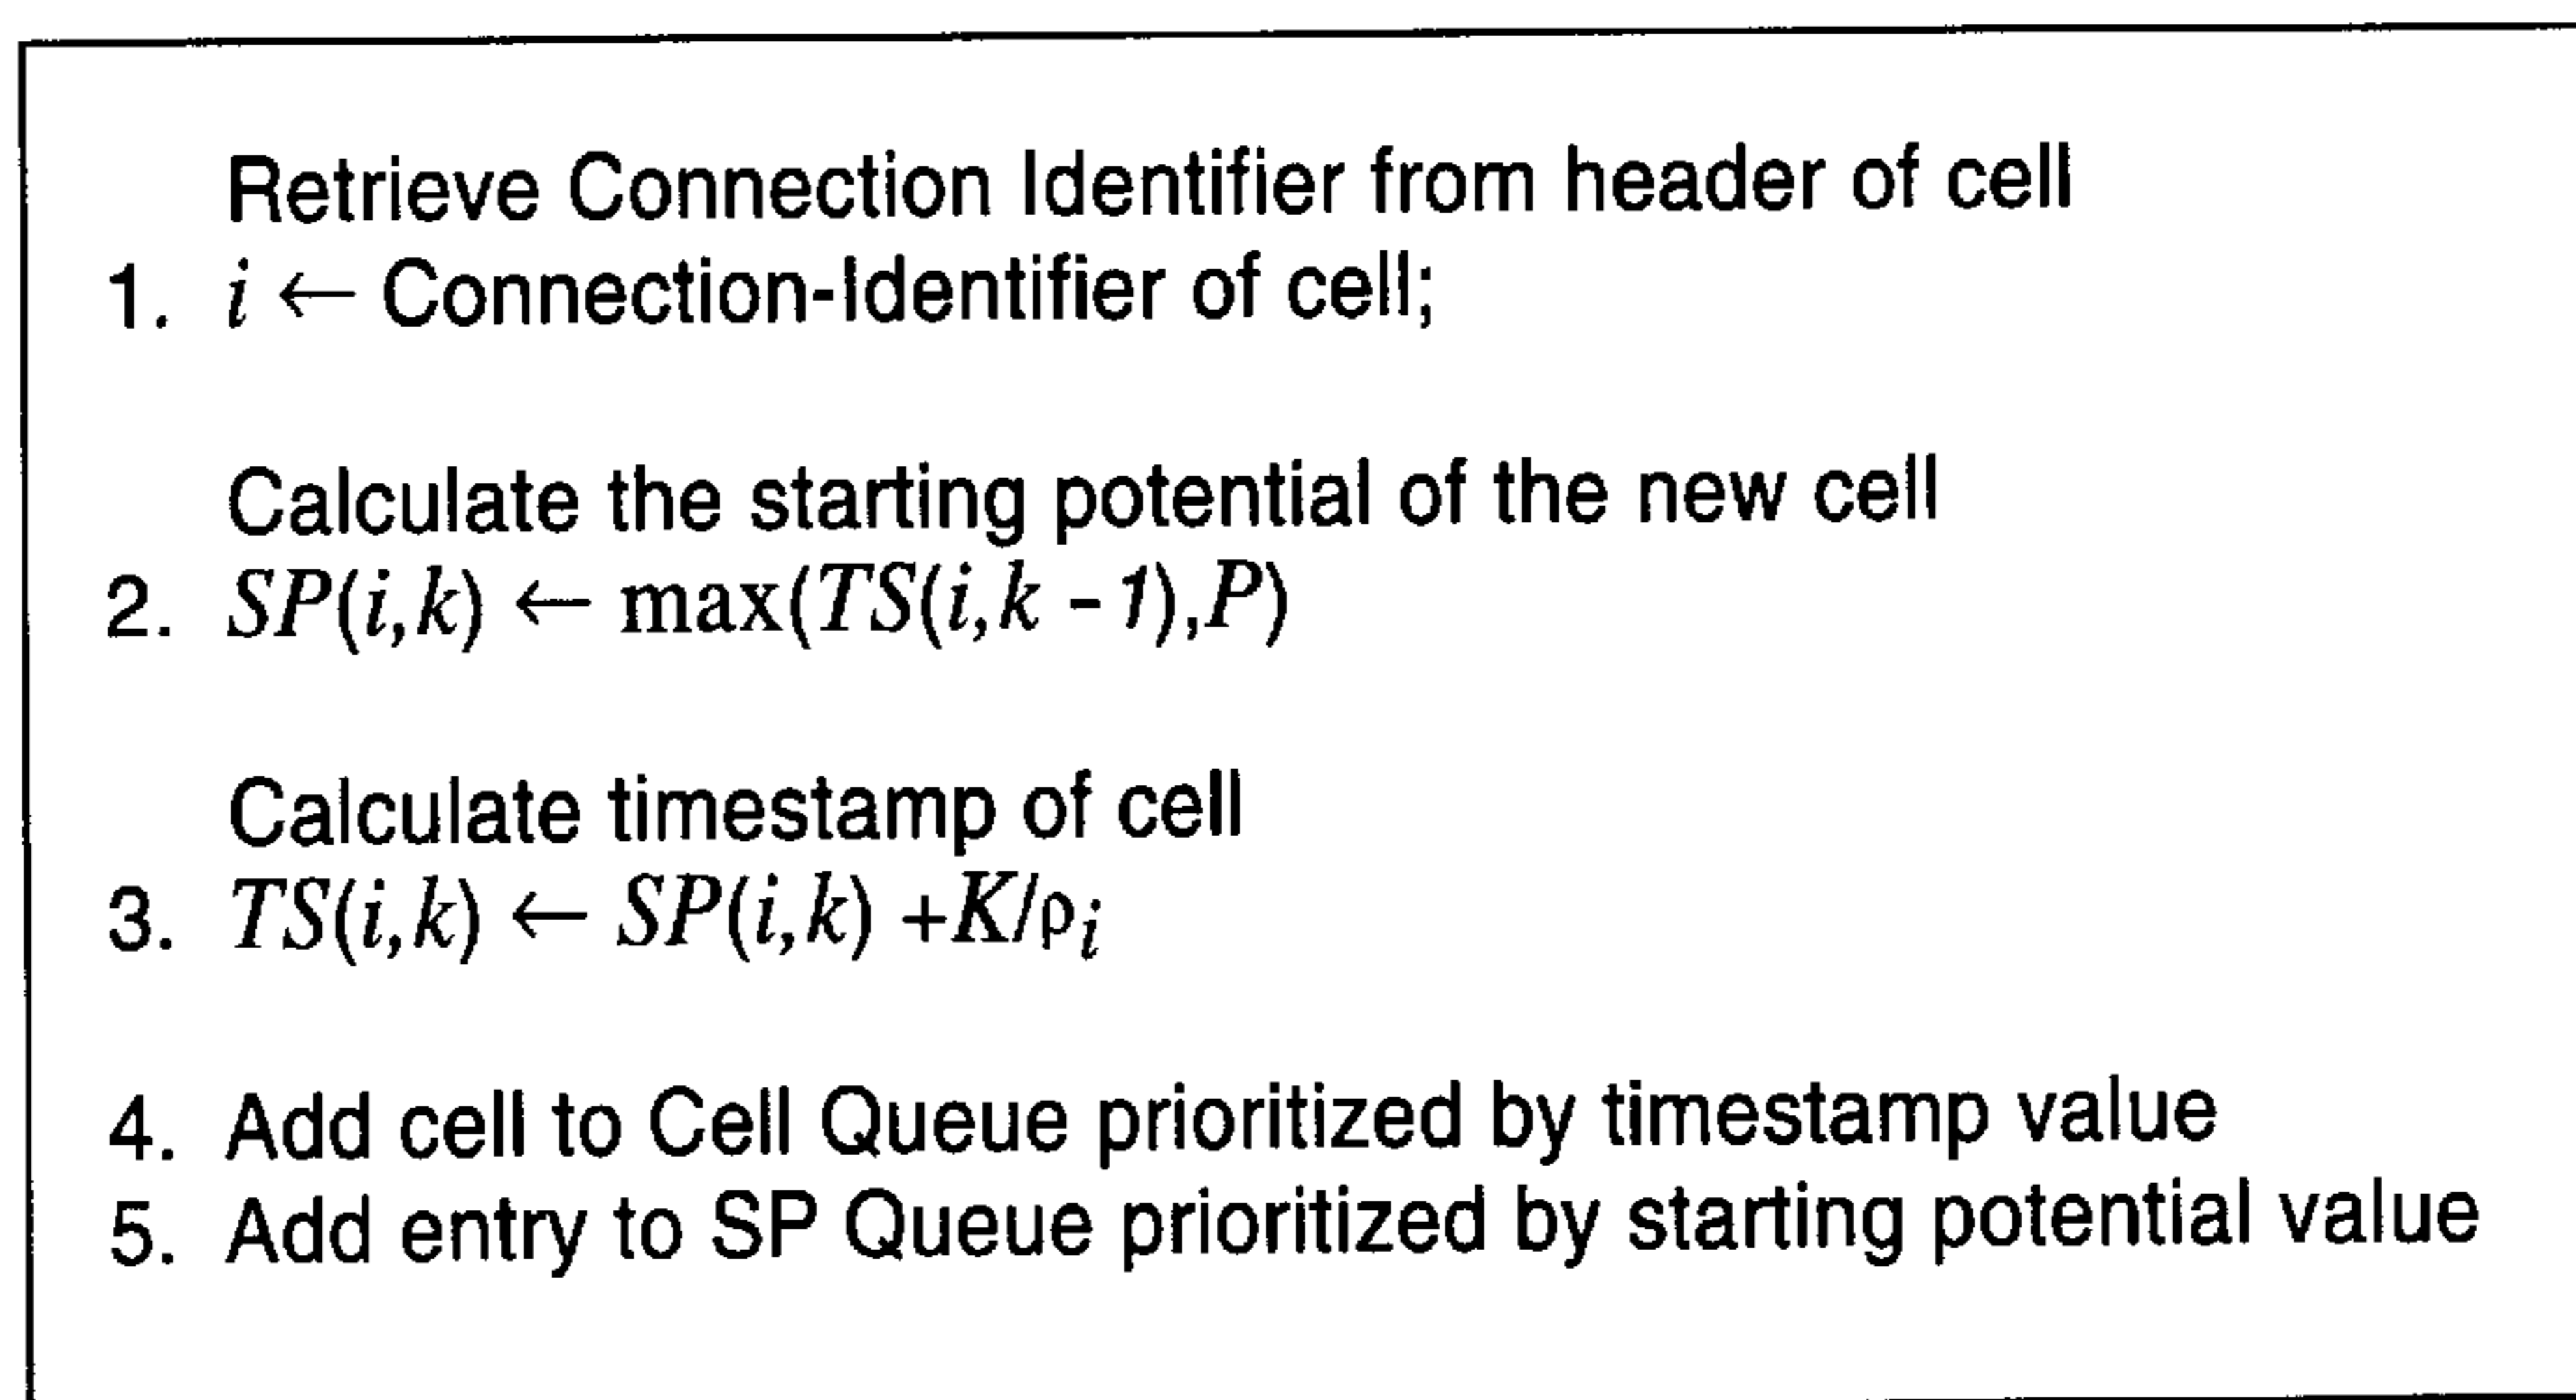 Retrieve Connection Identifier from header of cell
1. i ← Connection-Identifier of cell;
Calculate the starting potential of the new cell
2. SP(i,k) ← max(TS(i,k - 1),P)
Calculate timestamp of cell
3. TS(i,k) ← SP(i,k) +K/ρi
4. Add cell to Cell Queue prioritized by timestamp value
5. Add entry to SP Queue prioritized by starting potential value